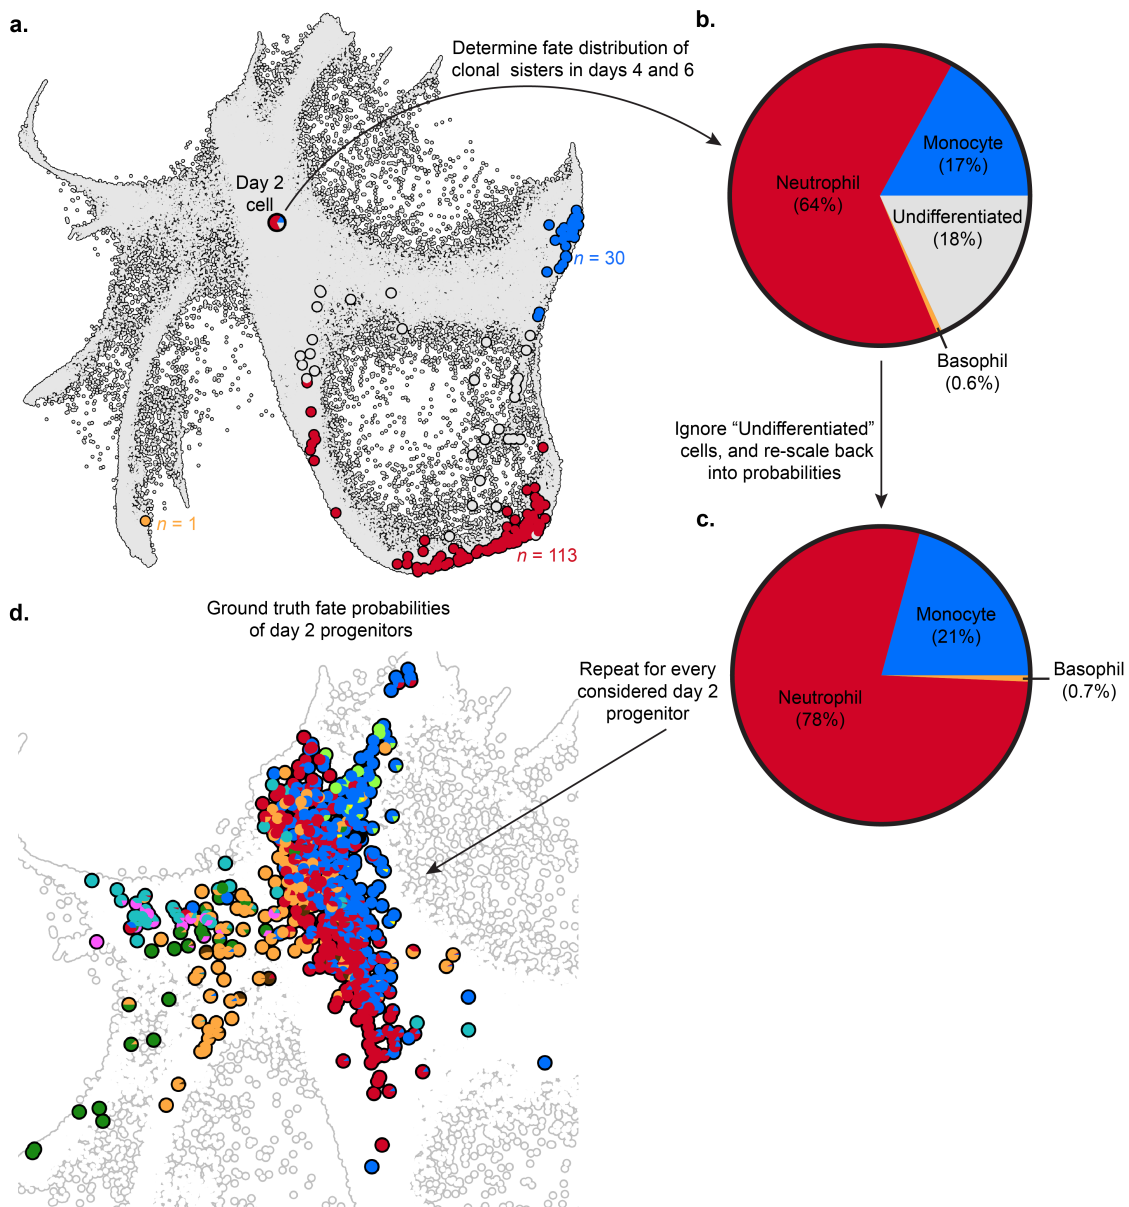 a.
Determine fate distribution of
clonal sisters in days 4 and 6
Day 2
cell
n = 30
n = 1
n = 113
b.
Monocyte
(17%)
Neutrophil
(64%)
Undifferentiated
(18%)
Basophil
(0.6%)
Ignore “Undifferentiated”
cells, and re-scale back
into probabilities
c.
Monocyte
(21%)
Neutrophil
(78%)
Basophil
(0.7%)
Repeat for every
considered day 2
progenitor
d.
Ground truth fate probabilities
of day 2 progenitors